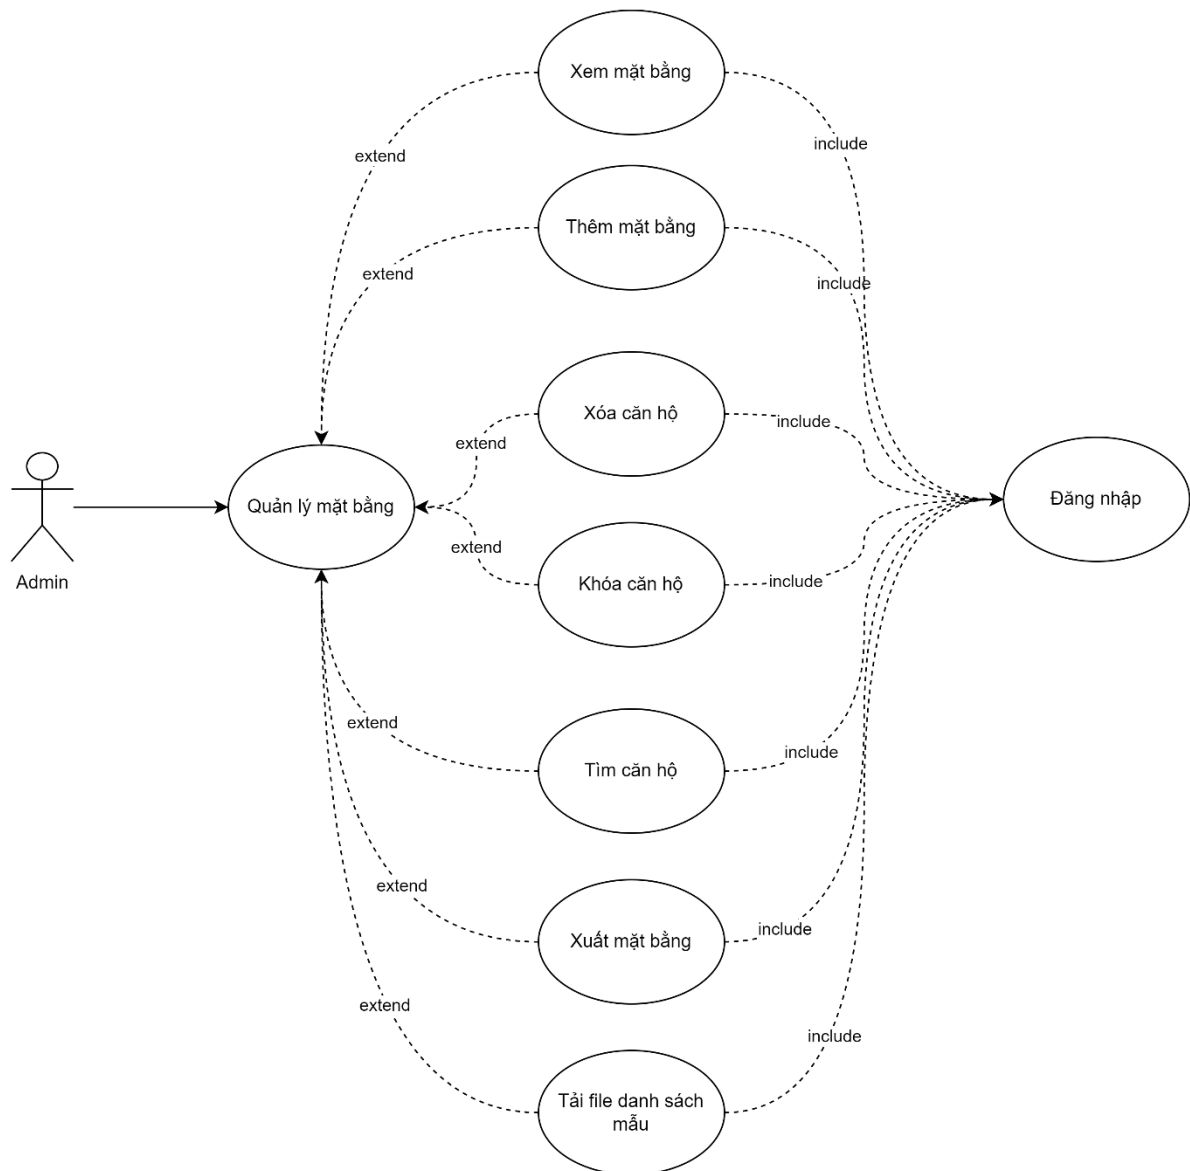 Xem mặt bằng
include
extend
Thêm mặt bằng
extend
include
Xóa căn hộ
include
extend
Quản lý mặt bằng
Đăng nhập
extend
Khóa căn hộ
include
Admin
extend
include
Tìm căn hộ
extend
include
Xuất mặt bằng
extend
include
Tải file danh sách
mẫu